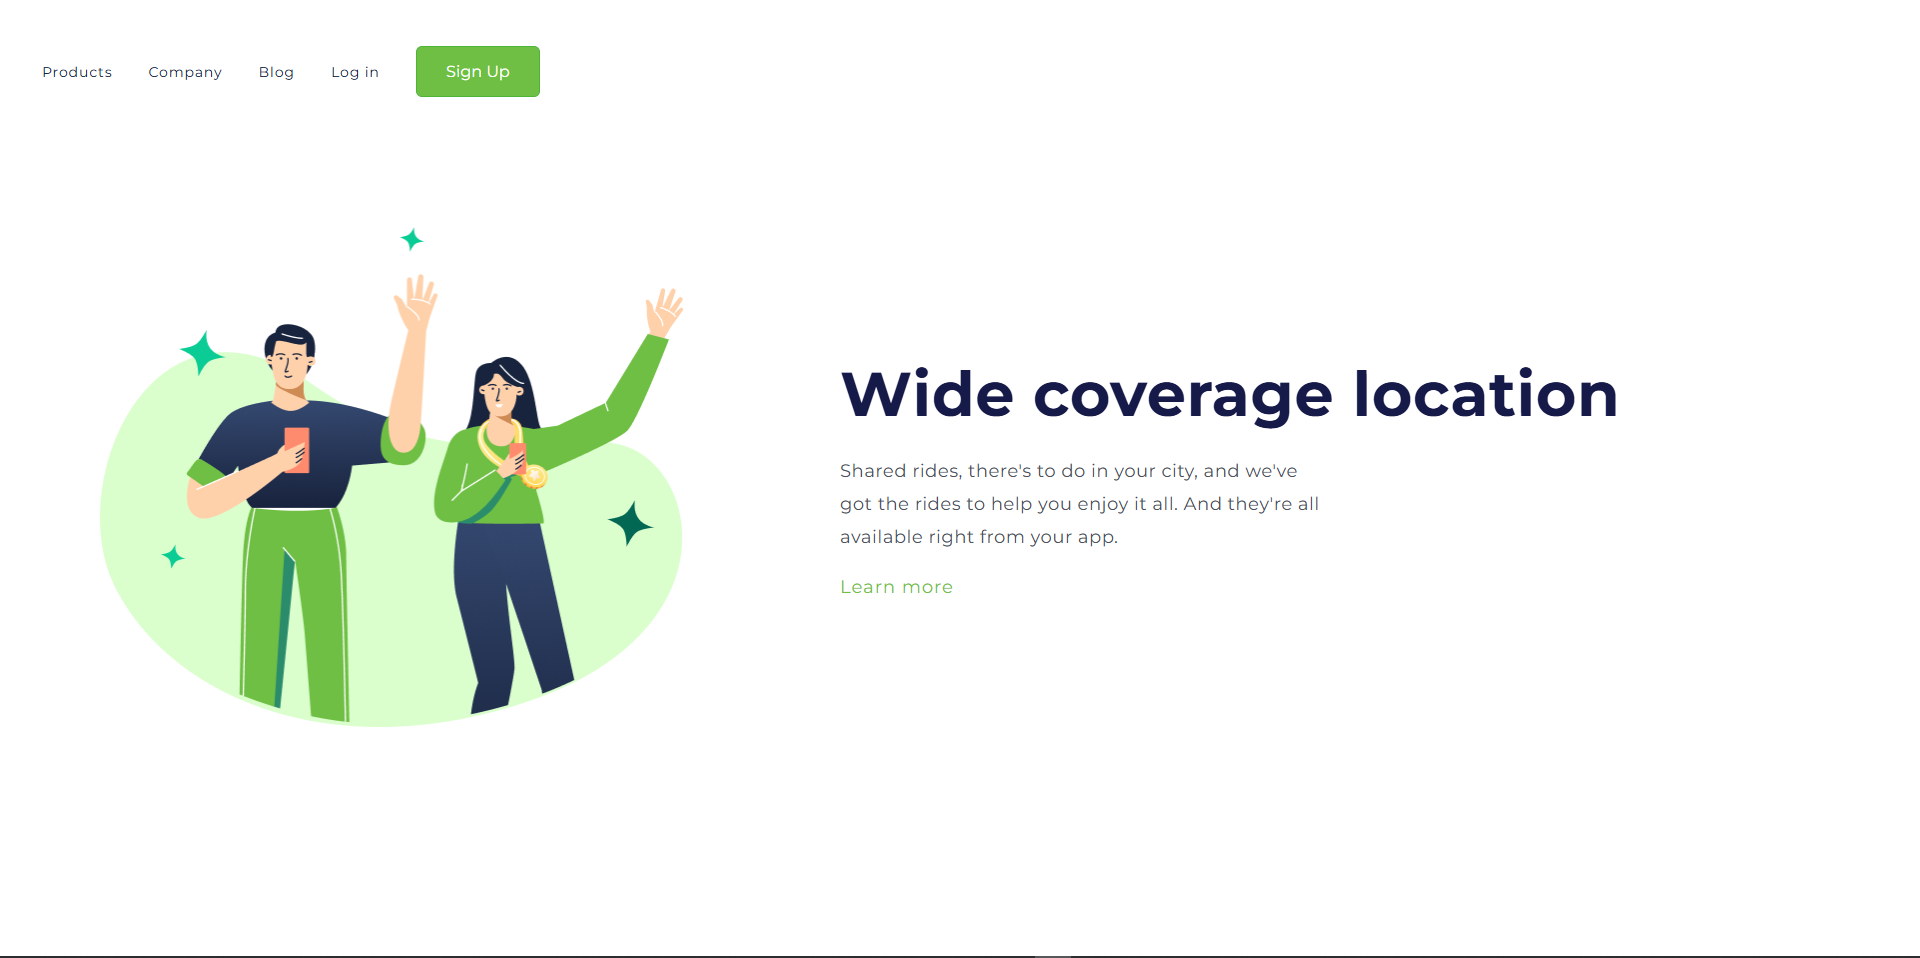 Products Company Blog Log in Sign Up
Wide coverage location
Shared rides, there's to do in your city, and we've
got the rides to help you enjoy it all. And they're all
available right from your app.
Learn more